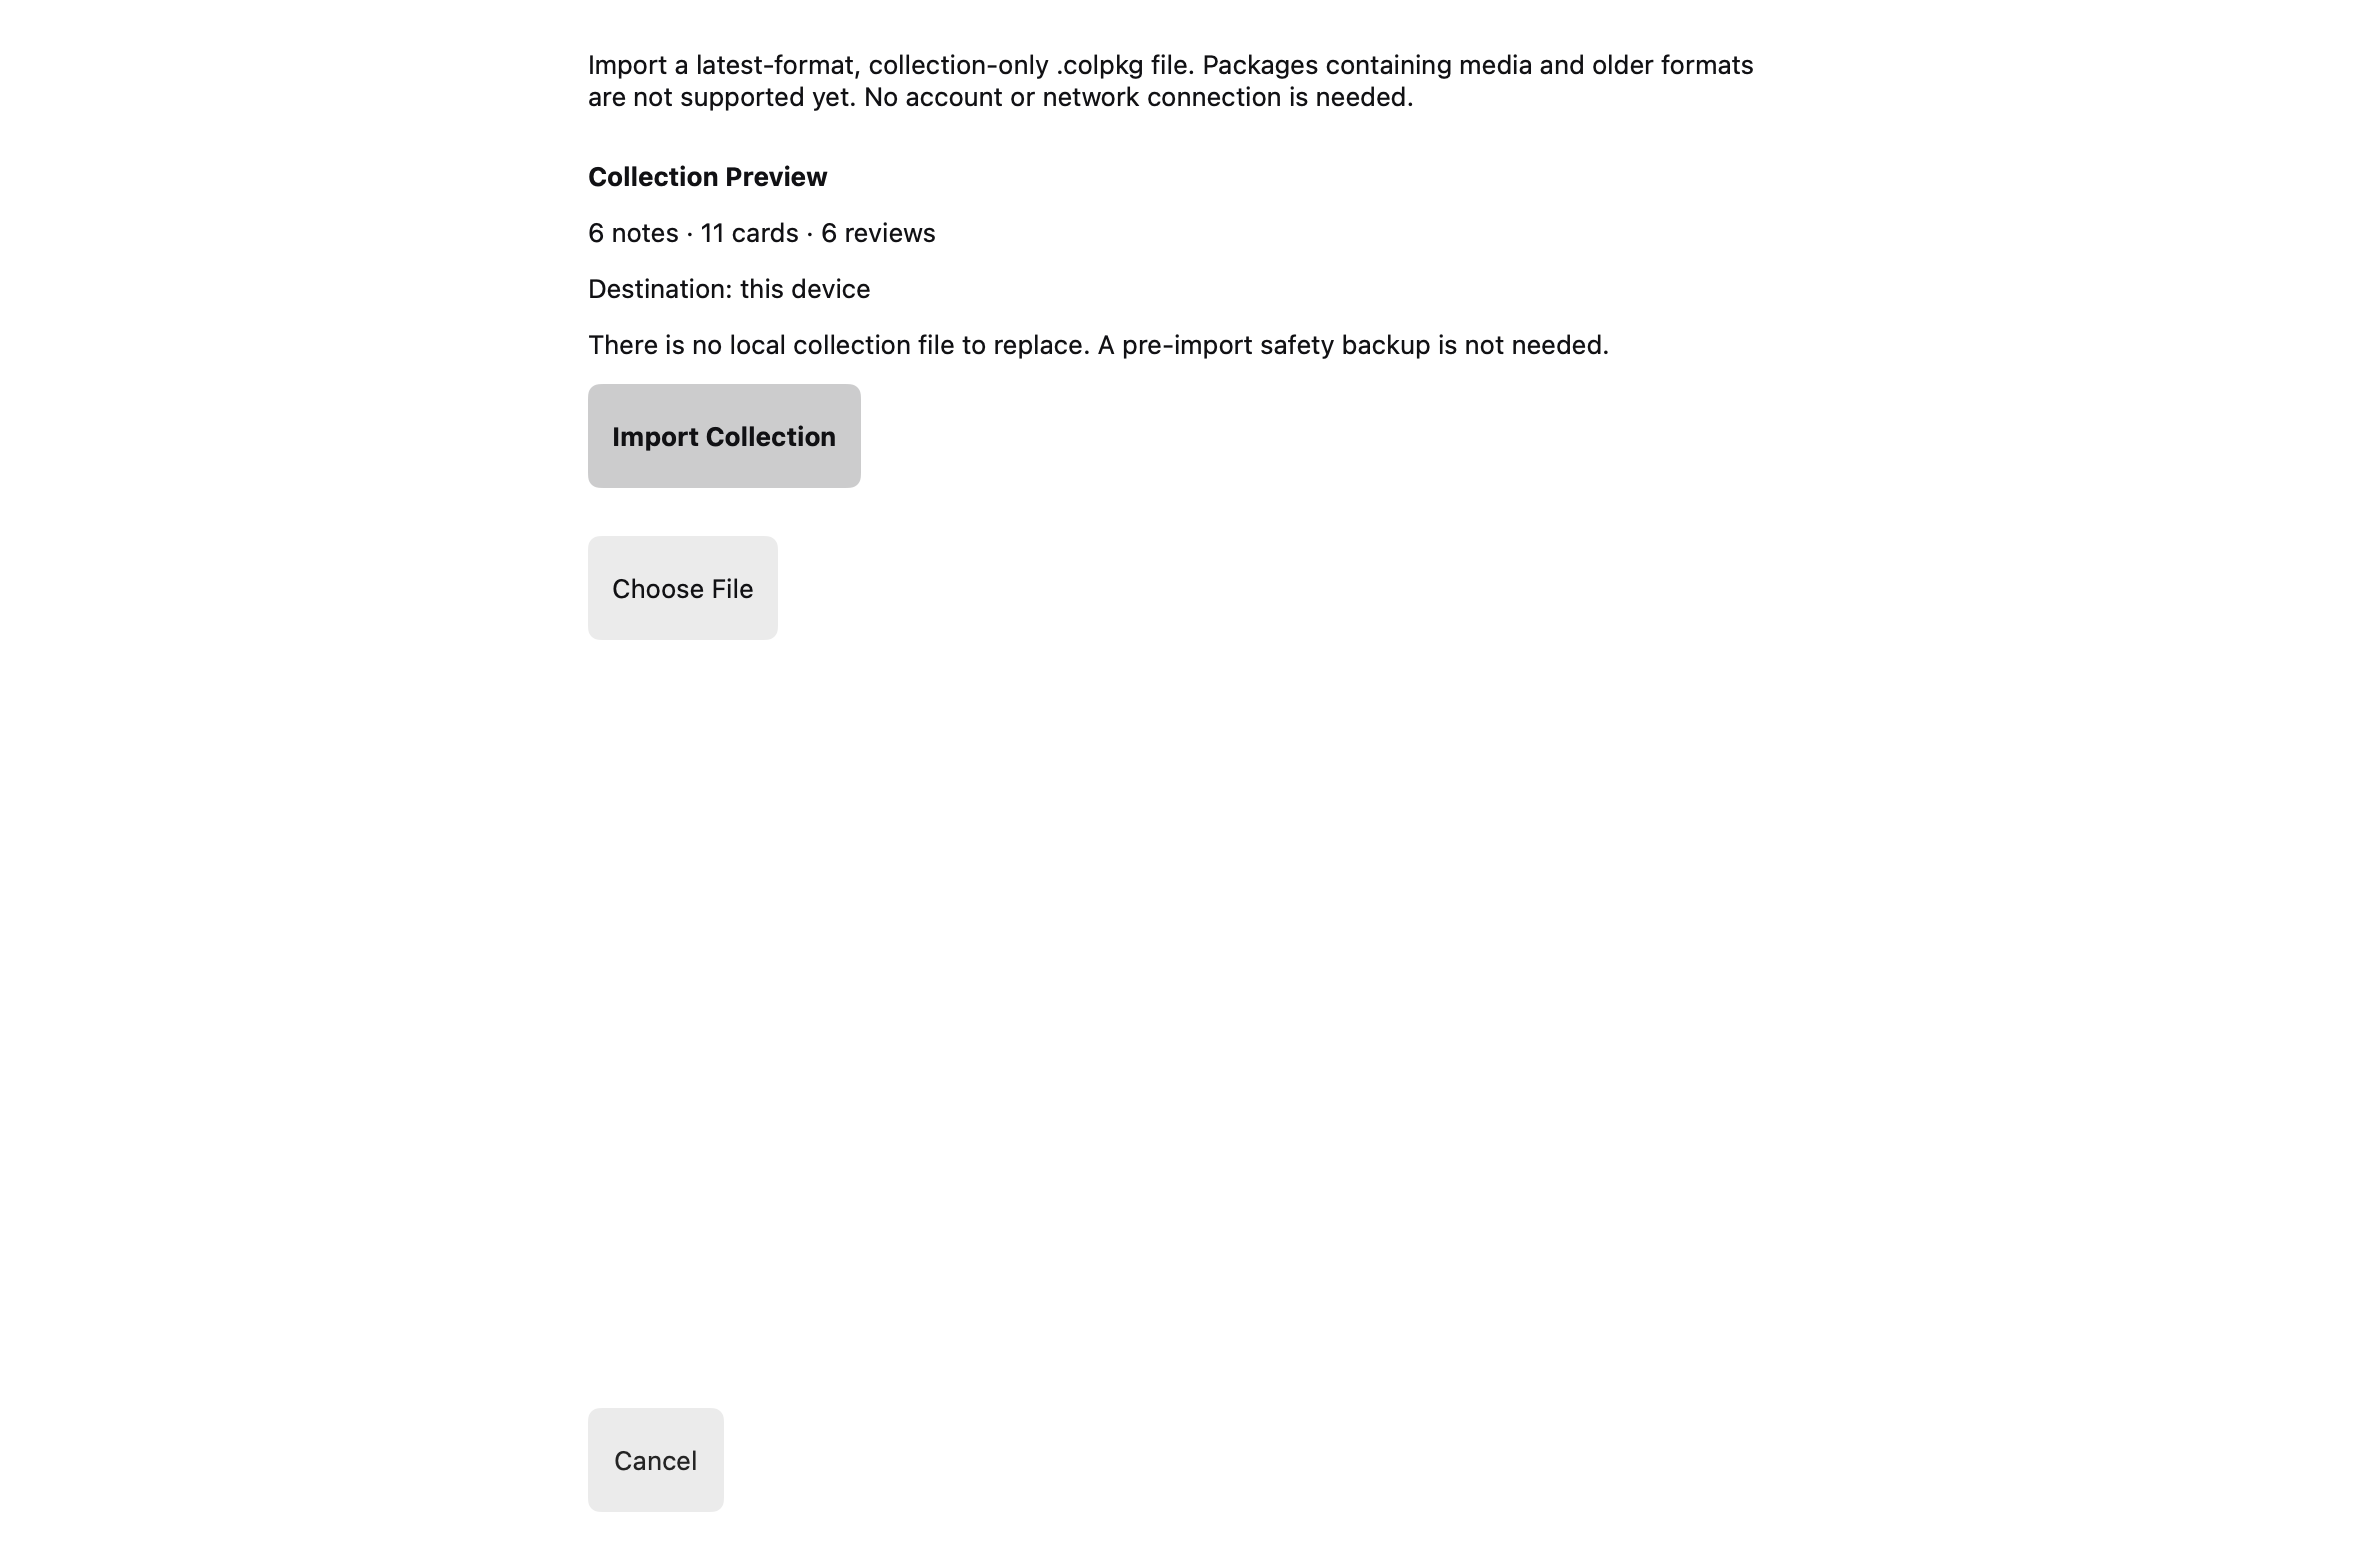 Import a latest-format, collection-only .colpkg file. Packages containing media and older formats
are not supported yet. No account or network connection is needed.
Collection Preview
6 notes · 11 cards · 6 reviews
Destination: this device
There is no local collection file to replace. A pre-import safety backup is not needed.
Import Collection
Choose File
Cancel